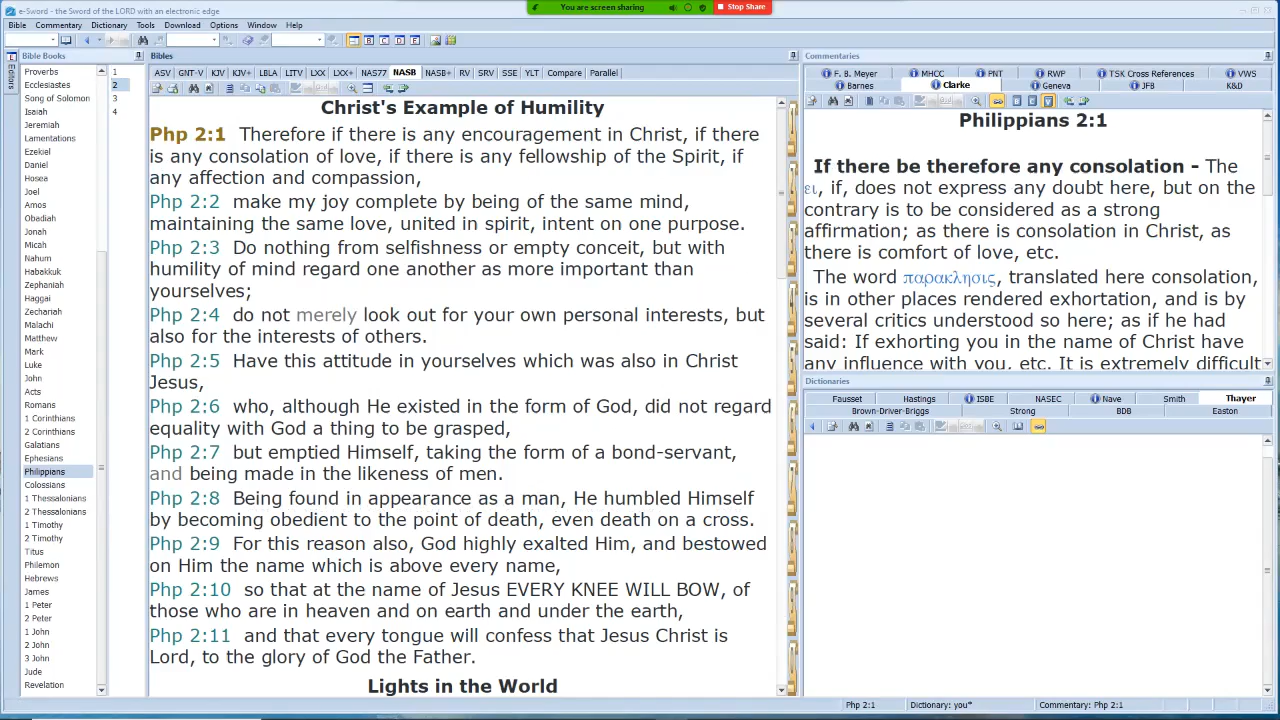 e-Sword - the Sword of the LORD with an electronic edge
You are screen sharing
Stop Share
Bible Commentary Dictionary Tools Download Options Window Help
Editors
Bible Books
Proverbs
Ecclesiastes
Song of Solomon
Isaiah
Jeremiah
Lamentations
Ezekiel
Daniel
Hosea
Joel
Amos
Obadiah
Jonah
Micah
Nahum
Habakkuk
Zephaniah
Haggai
Zechariah
Malachi
Matthew
Mark
Luke
John
Acts
Romans
1 Corinthians
2 Corinthians
Galatians
Ephesians
Philippians
Colossians
1 Thessalonians
2 Thessalonians
1 Timothy
2 Timothy
Titus
Philemon
Hebrews
James
1 Peter
2 Peter
1 John
2 John
3 John
Jude
Revelation
1
2
3
4
Bibles
ASV GNT-V KJV KJV+ LBLA LITV LXX LXX+ NAS77 NASB NASB+ RV SRV SSE YLT Compare Parallel
Christ's Example of Humility
Php 2:1 Therefore if there is any encouragement in Christ, if there
is any consolation of love, if there is any fellowship of the Spirit, if
any affection and compassion,
Php 2:2 make my joy complete by being of the same mind,
maintaining the same love, united in spirit, intent on one purpose.
Php 2:3 Do nothing from selfishness or empty conceit, but with
humility of mind regard one another as more important than
yourselves;
Php 2:4 do not merely look out for your own personal interests, but
also for the interests of others.
Php 2:5 Have this attitude in yourselves which was also in Christ
Jesus,
Php 2:6 who, although He existed in the form of God, did not regard
equality with God a thing to be grasped,
Php 2:7 but emptied Himself, taking the form of a bond-servant,
and being made in the likeness of men.
Php 2:8 Being found in appearance as a man, He humbled Himself
by becoming obedient to the point of death, even death on a cross.
Php 2:9 For this reason also, God highly exalted Him, and bestowed
on Him the name which is above every name,
Php 2:10 so that at the name of Jesus EVERY KNEE WILL BOW, of
those who are in heaven and on earth and under the earth,
Php 2:11 and that every tongue will confess that Jesus Christ is
Lord, to the glory of God the Father.
Lights in the World
Commentaries
F. B. Meyer MHCC PNT RWP TSK Cross References VWS
Barnes Clarke Geneva JFB K&D
Philippians 2:1
If there be therefore any consolation - The
ει, if, does not express any doubt here, but on the
contrary is to be considered as a strong
affirmation; as there is consolation in Christ, as
there is comfort of love, etc.
The word παρακλησις, translated here consolation,
is in other places rendered exhortation, and is by
several critics understood so here; as if he had
said: If exhorting you in the name of Christ have
any influence with you, etc. It is extremely difficult
Dictionaries
Fausset Hastings ISBE NASEC Nave Smith Thayer
Brown-Driver-Briggs Strong BDB Easton
Php 2:1 Dictionary: you* Commentary: Php 2:1